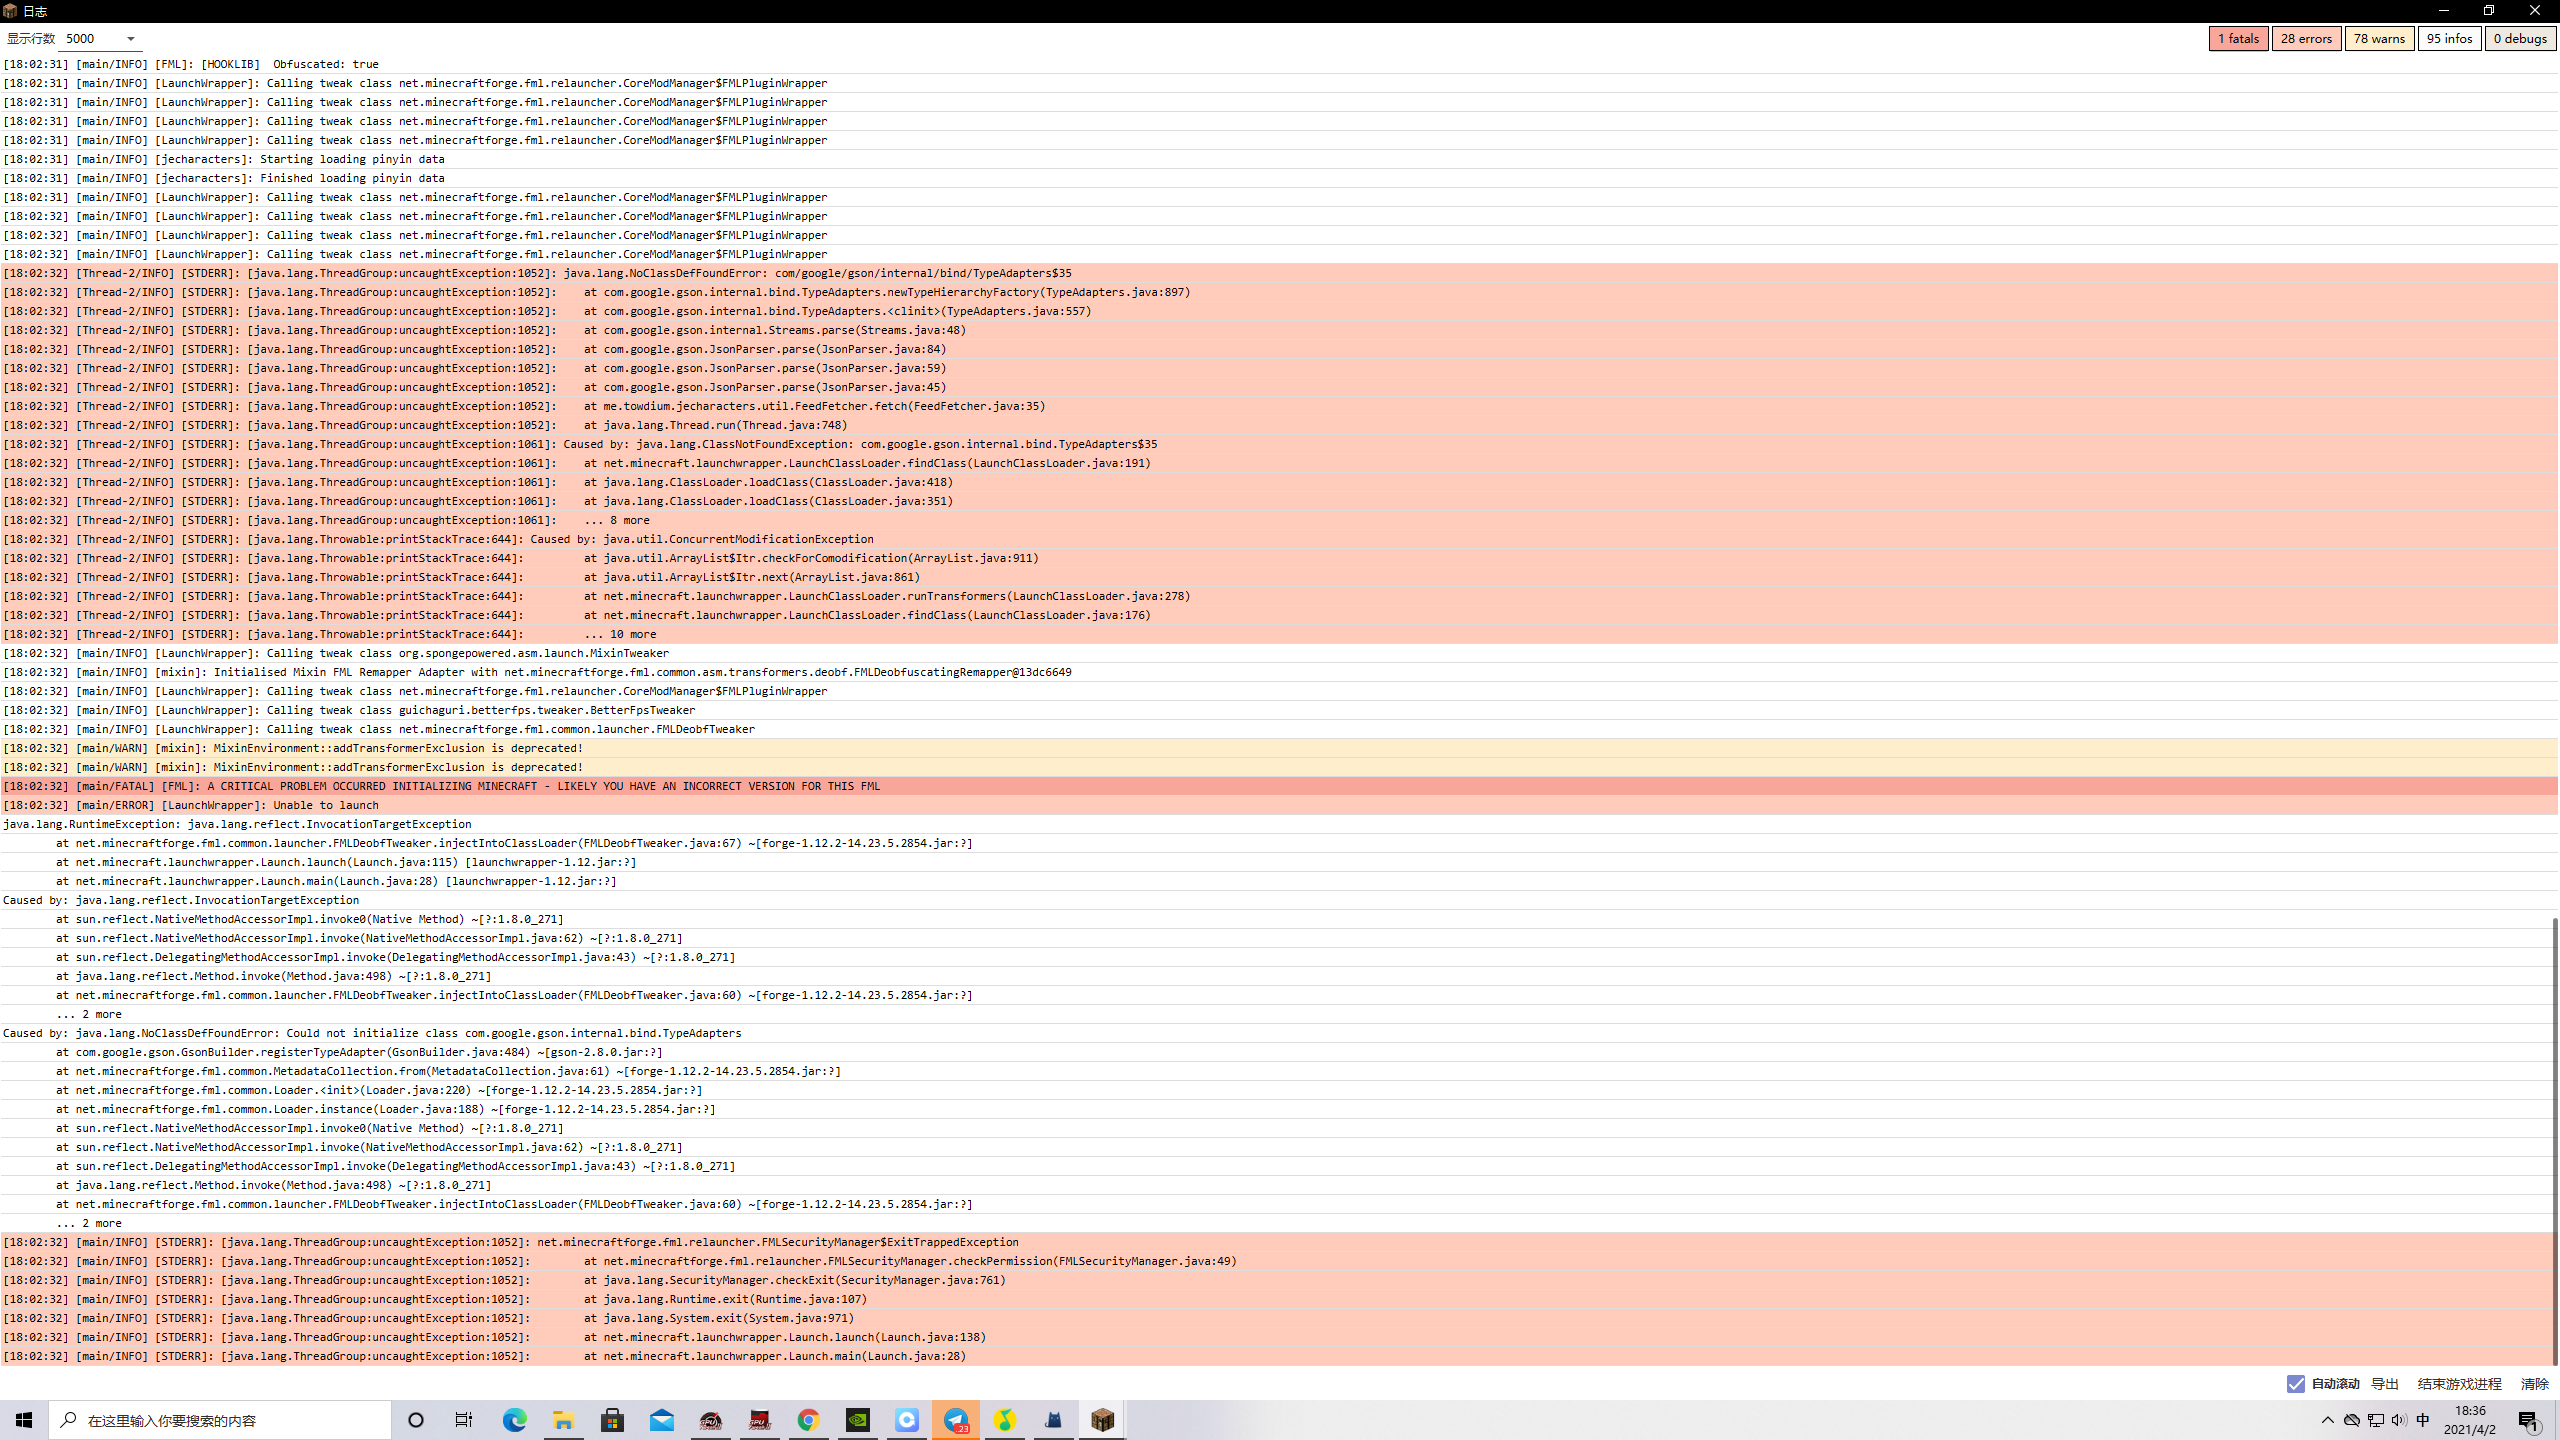 日志
显示行数 5000
1 fatals 28 errors 78 warns 95 infos 0 debugs
[18:02:31] [main/INFO] [FML]: [HOOKLIB]  Obfuscated: true
[18:02:31] [main/INFO] [LaunchWrapper]: Calling tweak class net.minecraftforge.fml.relauncher.CoreModManager$FMLPluginWrapper
[18:02:31] [main/INFO] [LaunchWrapper]: Calling tweak class net.minecraftforge.fml.relauncher.CoreModManager$FMLPluginWrapper
[18:02:31] [main/INFO] [LaunchWrapper]: Calling tweak class net.minecraftforge.fml.relauncher.CoreModManager$FMLPluginWrapper
[18:02:31] [main/INFO] [LaunchWrapper]: Calling tweak class net.minecraftforge.fml.relauncher.CoreModManager$FMLPluginWrapper
[18:02:31] [main/INFO] [jecharacters]: Starting loading pinyin data
[18:02:31] [main/INFO] [jecharacters]: Finished loading pinyin data
[18:02:31] [main/INFO] [LaunchWrapper]: Calling tweak class net.minecraftforge.fml.relauncher.CoreModManager$FMLPluginWrapper
[18:02:32] [main/INFO] [LaunchWrapper]: Calling tweak class net.minecraftforge.fml.relauncher.CoreModManager$FMLPluginWrapper
[18:02:32] [main/INFO] [LaunchWrapper]: Calling tweak class net.minecraftforge.fml.relauncher.CoreModManager$FMLPluginWrapper
[18:02:32] [main/INFO] [LaunchWrapper]: Calling tweak class net.minecraftforge.fml.relauncher.CoreModManager$FMLPluginWrapper
[18:02:32] [Thread-2/INFO] [STDERR]: [java.lang.ThreadGroup:uncaughtException:1052]: java.lang.NoClassDefFoundError: com/google/gson/internal/bind/TypeAdapters$35
[18:02:32] [Thread-2/INFO] [STDERR]: [java.lang.ThreadGroup:uncaughtException:1052]:    at com.google.gson.internal.bind.TypeAdapters.newTypeHierarchyFactory(TypeAdapters.java:897)
[18:02:32] [Thread-2/INFO] [STDERR]: [java.lang.ThreadGroup:uncaughtException:1052]:    at com.google.gson.internal.bind.TypeAdapters.<clinit>(TypeAdapters.java:557)
[18:02:32] [Thread-2/INFO] [STDERR]: [java.lang.ThreadGroup:uncaughtException:1052]:    at com.google.gson.internal.Streams.parse(Streams.java:48)
[18:02:32] [Thread-2/INFO] [STDERR]: [java.lang.ThreadGroup:uncaughtException:1052]:    at com.google.gson.JsonParser.parse(JsonParser.java:84)
[18:02:32] [Thread-2/INFO] [STDERR]: [java.lang.ThreadGroup:uncaughtException:1052]:    at com.google.gson.JsonParser.parse(JsonParser.java:59)
[18:02:32] [Thread-2/INFO] [STDERR]: [java.lang.ThreadGroup:uncaughtException:1052]:    at com.google.gson.JsonParser.parse(JsonParser.java:45)
[18:02:32] [Thread-2/INFO] [STDERR]: [java.lang.ThreadGroup:uncaughtException:1052]:    at me.towdium.jecharacters.util.FeedFetcher.fetch(FeedFetcher.java:35)
[18:02:32] [Thread-2/INFO] [STDERR]: [java.lang.ThreadGroup:uncaughtException:1052]:    at java.lang.Thread.run(Thread.java:748)
[18:02:32] [Thread-2/INFO] [STDERR]: [java.lang.ThreadGroup:uncaughtException:1061]: Caused by: java.lang.ClassNotFoundException: com.google.gson.internal.bind.TypeAdapters$35
[18:02:32] [Thread-2/INFO] [STDERR]: [java.lang.ThreadGroup:uncaughtException:1061]:    at net.minecraft.launchwrapper.LaunchClassLoader.findClass(LaunchClassLoader.java:191)
[18:02:32] [Thread-2/INFO] [STDERR]: [java.lang.ThreadGroup:uncaughtException:1061]:    at java.lang.ClassLoader.loadClass(ClassLoader.java:418)
[18:02:32] [Thread-2/INFO] [STDERR]: [java.lang.ThreadGroup:uncaughtException:1061]:    at java.lang.ClassLoader.loadClass(ClassLoader.java:351)
[18:02:32] [Thread-2/INFO] [STDERR]: [java.lang.ThreadGroup:uncaughtException:1061]:    ... 8 more
[18:02:32] [Thread-2/INFO] [STDERR]: [java.lang.Throwable:printStackTrace:644]: Caused by: java.util.ConcurrentModificationException
[18:02:32] [Thread-2/INFO] [STDERR]: [java.lang.Throwable:printStackTrace:644]:         at java.util.ArrayList$Itr.checkForComodification(ArrayList.java:911)
[18:02:32] [Thread-2/INFO] [STDERR]: [java.lang.Throwable:printStackTrace:644]:         at java.util.ArrayList$Itr.next(ArrayList.java:861)
[18:02:32] [Thread-2/INFO] [STDERR]: [java.lang.Throwable:printStackTrace:644]:         at net.minecraft.launchwrapper.LaunchClassLoader.runTransformers(LaunchClassLoader.java:278)
[18:02:32] [Thread-2/INFO] [STDERR]: [java.lang.Throwable:printStackTrace:644]:         at net.minecraft.launchwrapper.LaunchClassLoader.findClass(LaunchClassLoader.java:176)
[18:02:32] [Thread-2/INFO] [STDERR]: [java.lang.Throwable:printStackTrace:644]:         ... 10 more
[18:02:32] [main/INFO] [LaunchWrapper]: Calling tweak class org.spongepowered.asm.launch.MixinTweaker
[18:02:32] [main/INFO] [mixin]: Initialised Mixin FML Remapper Adapter with net.minecraftforge.fml.common.asm.transformers.deobf.FMLDeobfuscatingRemapper@13dc6649
[18:02:32] [main/INFO] [LaunchWrapper]: Calling tweak class net.minecraftforge.fml.relauncher.CoreModManager$FMLPluginWrapper
[18:02:32] [main/INFO] [LaunchWrapper]: Calling tweak class guichaguri.betterfps.tweaker.BetterFpsTweaker
[18:02:32] [main/INFO] [LaunchWrapper]: Calling tweak class net.minecraftforge.fml.common.launcher.FMLDeobfTweaker
[18:02:32] [main/WARN] [mixin]: MixinEnvironment::addTransformerExclusion is deprecated!
[18:02:32] [main/WARN] [mixin]: MixinEnvironment::addTransformerExclusion is deprecated!
[18:02:32] [main/FATAL] [FML]: A CRITICAL PROBLEM OCCURRED INITIALIZING MINECRAFT - LIKELY YOU HAVE AN INCORRECT VERSION FOR THIS FML
[18:02:32] [main/ERROR] [LaunchWrapper]: Unable to launch
java.lang.RuntimeException: java.lang.reflect.InvocationTargetException
at net.minecraftforge.fml.common.launcher.FMLDeobfTweaker.injectIntoClassLoader(FMLDeobfTweaker.java:67) ~[forge-1.12.2-14.23.5.2854.jar:?]
at net.minecraft.launchwrapper.Launch.launch(Launch.java:115) [launchwrapper-1.12.jar:?]
at net.minecraft.launchwrapper.Launch.main(Launch.java:28) [launchwrapper-1.12.jar:?]
Caused by: java.lang.reflect.InvocationTargetException
at sun.reflect.NativeMethodAccessorImpl.invoke0(Native Method) ~[?:1.8.0_271]
at sun.reflect.NativeMethodAccessorImpl.invoke(NativeMethodAccessorImpl.java:62) ~[?:1.8.0_271]
at sun.reflect.DelegatingMethodAccessorImpl.invoke(DelegatingMethodAccessorImpl.java:43) ~[?:1.8.0_271]
at java.lang.reflect.Method.invoke(Method.java:498) ~[?:1.8.0_271]
at net.minecraftforge.fml.common.launcher.FMLDeobfTweaker.injectIntoClassLoader(FMLDeobfTweaker.java:60) ~[forge-1.12.2-14.23.5.2854.jar:?]
... 2 more
Caused by: java.lang.NoClassDefFoundError: Could not initialize class com.google.gson.internal.bind.TypeAdapters
at com.google.gson.GsonBuilder.registerTypeAdapter(GsonBuilder.java:484) ~[gson-2.8.0.jar:?]
at net.minecraftforge.fml.common.MetadataCollection.from(MetadataCollection.java:61) ~[forge-1.12.2-14.23.5.2854.jar:?]
at net.minecraftforge.fml.common.Loader.<init>(Loader.java:220) ~[forge-1.12.2-14.23.5.2854.jar:?]
at net.minecraftforge.fml.common.Loader.instance(Loader.java:188) ~[forge-1.12.2-14.23.5.2854.jar:?]
at sun.reflect.NativeMethodAccessorImpl.invoke0(Native Method) ~[?:1.8.0_271]
at sun.reflect.NativeMethodAccessorImpl.invoke(NativeMethodAccessorImpl.java:62) ~[?:1.8.0_271]
at sun.reflect.DelegatingMethodAccessorImpl.invoke(DelegatingMethodAccessorImpl.java:43) ~[?:1.8.0_271]
at java.lang.reflect.Method.invoke(Method.java:498) ~[?:1.8.0_271]
at net.minecraftforge.fml.common.launcher.FMLDeobfTweaker.injectIntoClassLoader(FMLDeobfTweaker.java:60) ~[forge-1.12.2-14.23.5.2854.jar:?]
... 2 more
[18:02:32] [main/INFO] [STDERR]: [java.lang.ThreadGroup:uncaughtException:1052]: net.minecraftforge.fml.relauncher.FMLSecurityManager$ExitTrappedException
[18:02:32] [main/INFO] [STDERR]: [java.lang.ThreadGroup:uncaughtException:1052]:        at net.minecraftforge.fml.relauncher.FMLSecurityManager.checkPermission(FMLSecurityManager.java:49)
[18:02:32] [main/INFO] [STDERR]: [java.lang.ThreadGroup:uncaughtException:1052]:        at java.lang.SecurityManager.checkExit(SecurityManager.java:761)
[18:02:32] [main/INFO] [STDERR]: [java.lang.ThreadGroup:uncaughtException:1052]:        at java.lang.Runtime.exit(Runtime.java:107)
[18:02:32] [main/INFO] [STDERR]: [java.lang.ThreadGroup:uncaughtException:1052]:        at java.lang.System.exit(System.java:971)
[18:02:32] [main/INFO] [STDERR]: [java.lang.ThreadGroup:uncaughtException:1052]:        at net.minecraft.launchwrapper.Launch.launch(Launch.java:138)
[18:02:32] [main/INFO] [STDERR]: [java.lang.ThreadGroup:uncaughtException:1052]:        at net.minecraft.launchwrapper.Launch.main(Launch.java:28)
自动滚动 导出 结束游戏进程 清除
在这里输入你要搜索的内容
GPU GPU
23
中
18:36
2021/4/2
1